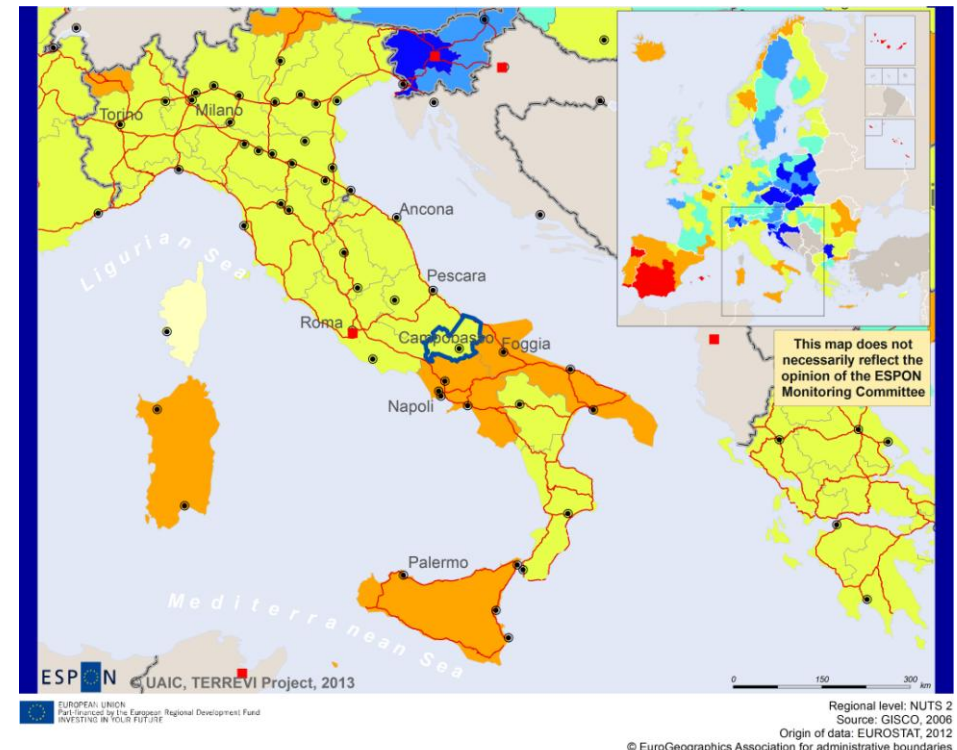 Torino
Milano
Ancona
Ligurian Sea
Pescara
Roma
Campobasso
Foggia
Napoli
This map does not
necessarily reflect the
opinion of the ESPON
Monitoring Committee
Palermo
Mediterranean Sea
ESPON
© UAIC, TERREVI Project, 2013
0 150 300
km
EUROPEAN UNION
Part-financed by the European Regional Development Fund
INVESTING IN YOUR FUTURE
Regional level: NUTS 2
Source: GISCO, 2006
Origin of data: EUROSTAT, 2012
© EuroGeographics Association for administrative boundaries